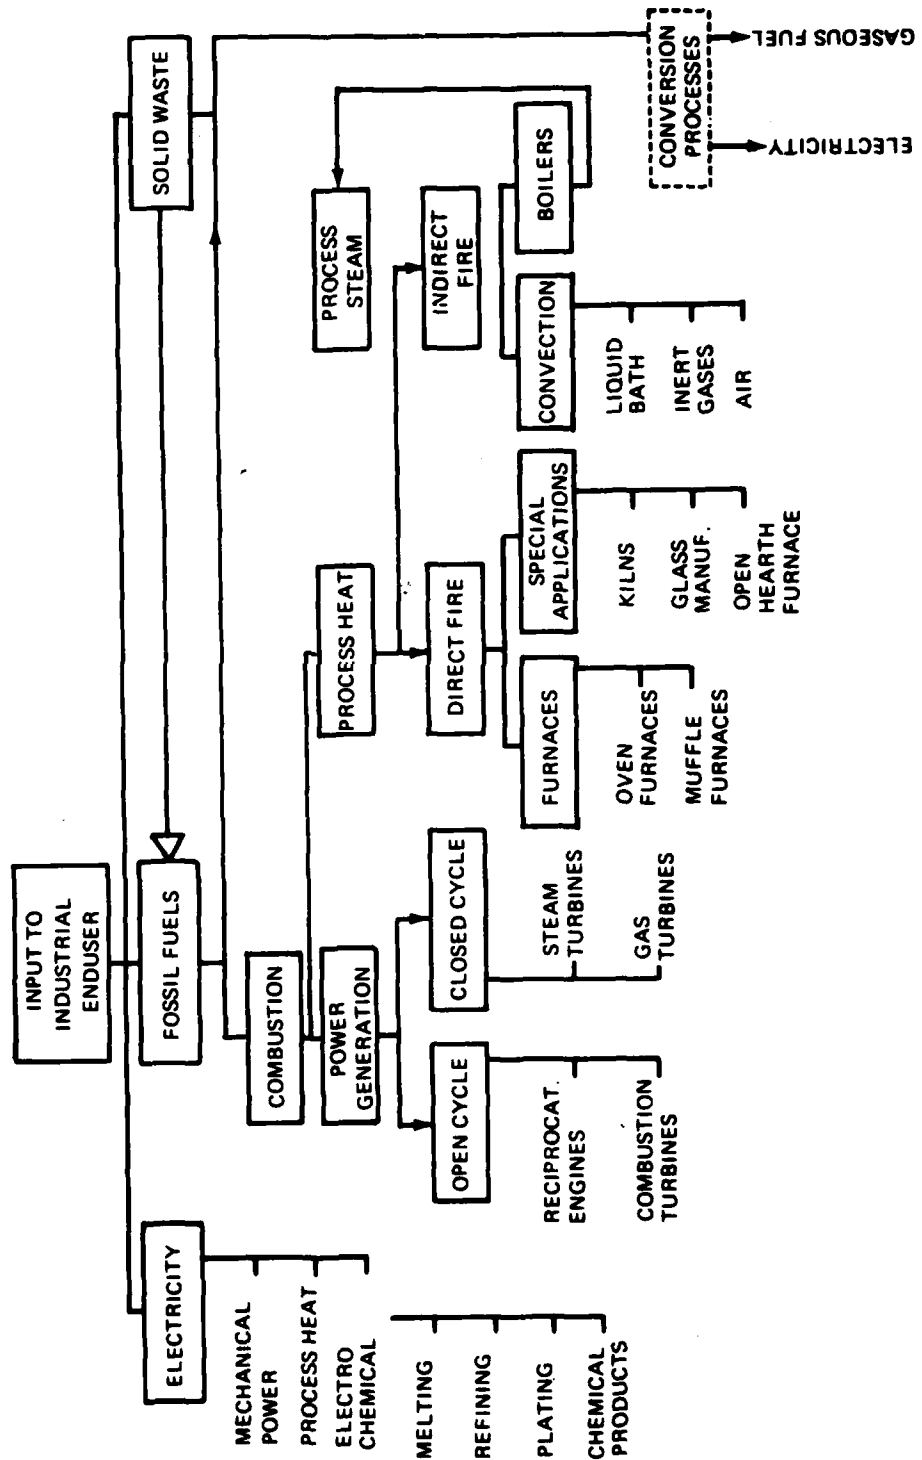 INPUT TO
INDUSTRIAL
ENDUSER
ELECTRICITY
FOSSIL FUELS
SOLID WASTE
MECHANICAL
POWER
PROCESS HEAT
ELECTRO
CHEMICAL
MELTING
REFINING
PLATING
CHEMICAL
PRODUCTS
COMBUSTION
POWER
GENERATION
PROCESS HEAT
PROCESS
STEAM
OPEN CYCLE
CLOSED CYCLE
DIRECT FIRE
INDIRECT
FIRE
RECIPROCAT.
ENGINES
COMBUSTION
TURBINES
STEAM
TURBINES
GAS
TURBINES
FURNACES
SPECIAL
APPLICATIONS
CONVECTION
BOILERS
OVEN
FURNACES
MUFFLE
FURNACES
KILNS
GLASS
MANUF.
OPEN
HEARTH
FURNACE
LIQUID
BATH
INERT
GASES
AIR
CONVERSION
PROCESSES
ELECTRICITY
GASEOUS FUEL